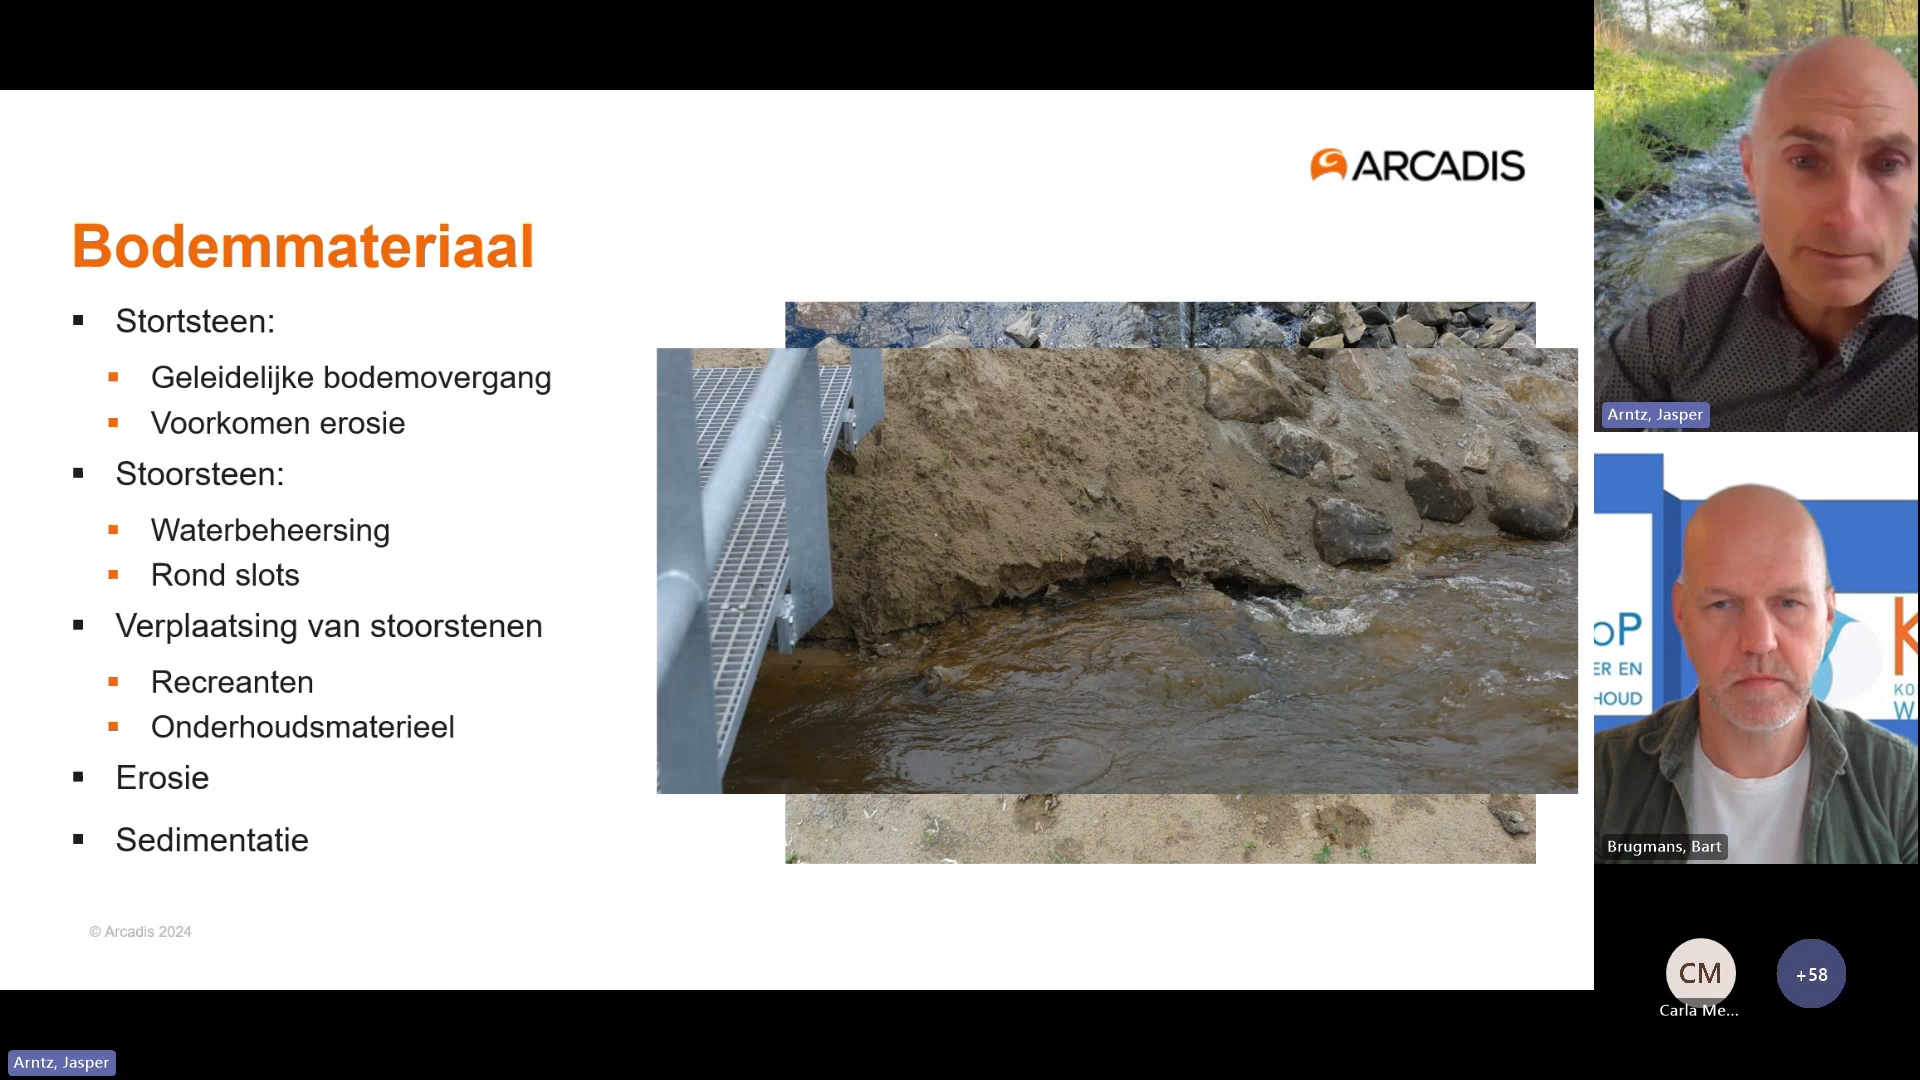 ARCADIS
Bodemmateriaal
▪ Stortsteen:
▪ Geleidelijke bodemovergang
▪ Voorkomen erosie
▪ Stoorsteen:
▪ Waterbeheersing
▪ Rond slots
▪ Verplaatsing van stoorstenen
▪ Recreanten
▪ Onderhoudsmaterieel
▪ Erosie
▪ Sedimentatie
© Arcadis 2024
Arntz, Jasper
oP
ER EN
HOUD
K
KO
W
Brugmans, Bart
CM
+58
Carla Me...
Arntz, Jasper